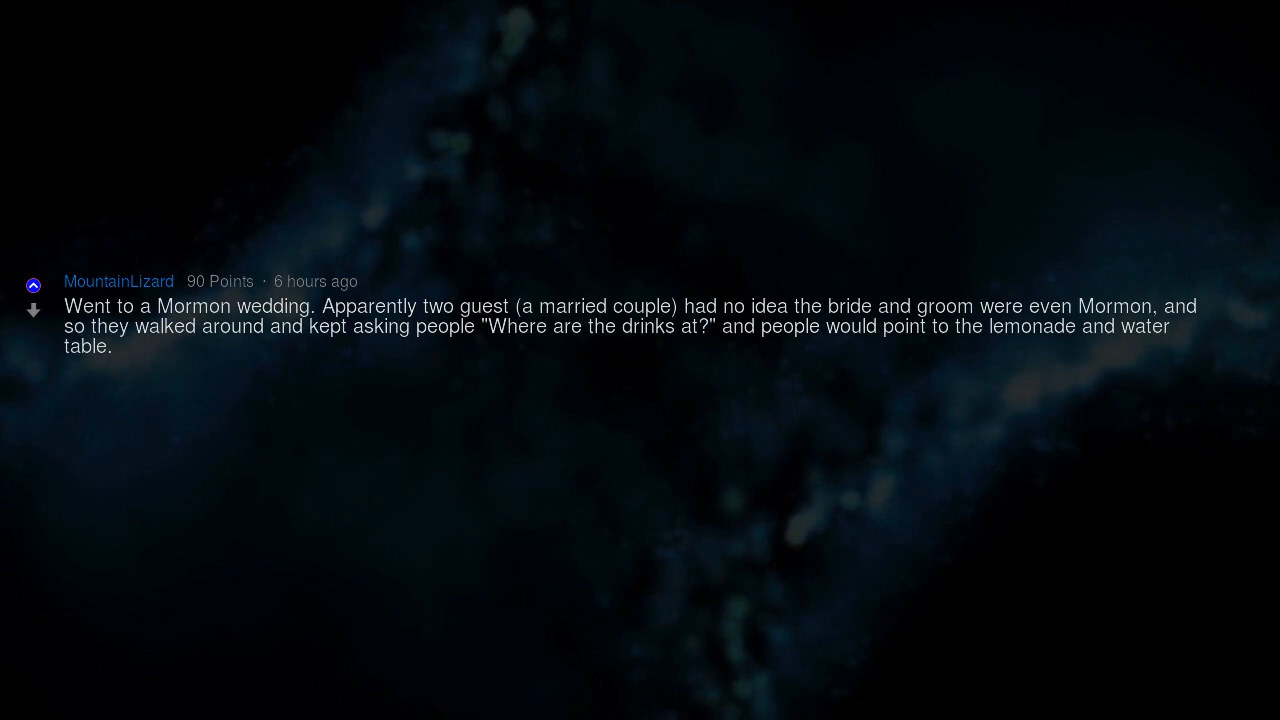 MountainLizard 90 Points · 6 hours ago
Went to a Mormon wedding. Apparently two guest (a married couple) had no idea the bride and groom were even Mormon, and
so they walked around and kept asking people "Where are the drinks at?" and people would point to the lemonade and water
table.